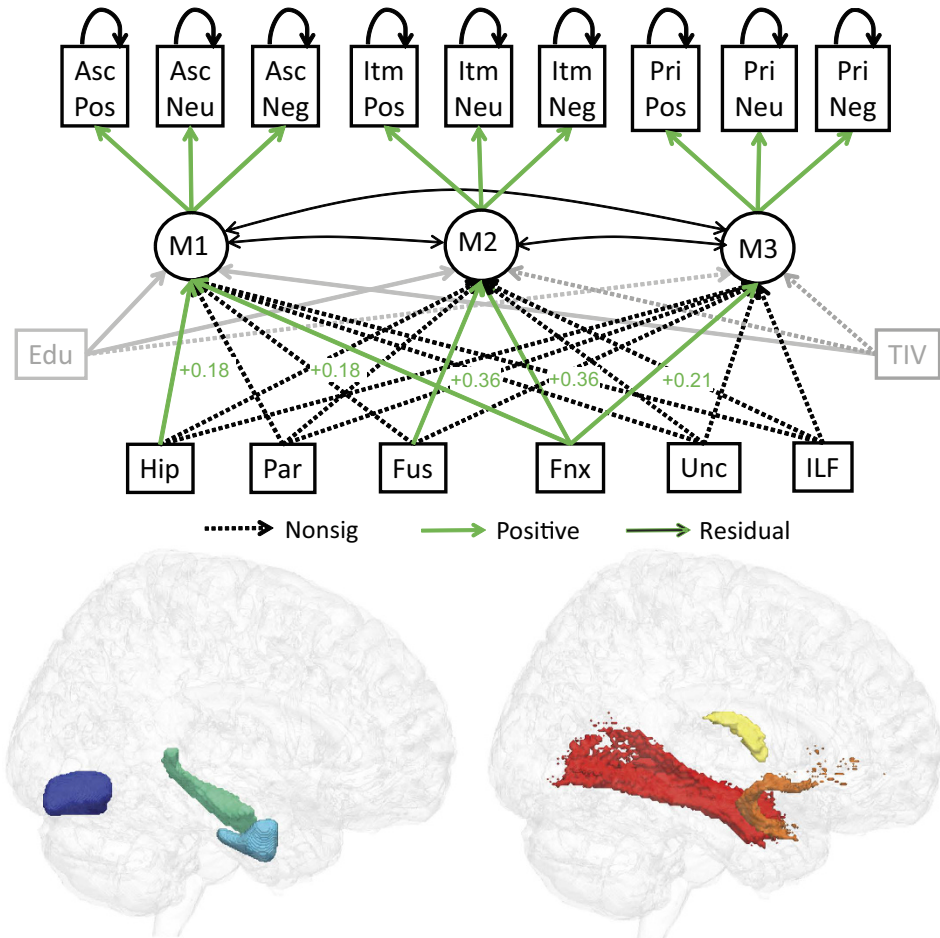 Asc Asc Asc Itm Itm Itm Pri Pri Pri
Pos Neu Neg Pos Neu Neg Pos Neu Neg
M1 M2 M3
Edu TIV
+0.18 +0.18 +0.36 +0.36 +0.21
Hip Par Fus Fnx Unc ILF
Nonsig Positive Residual